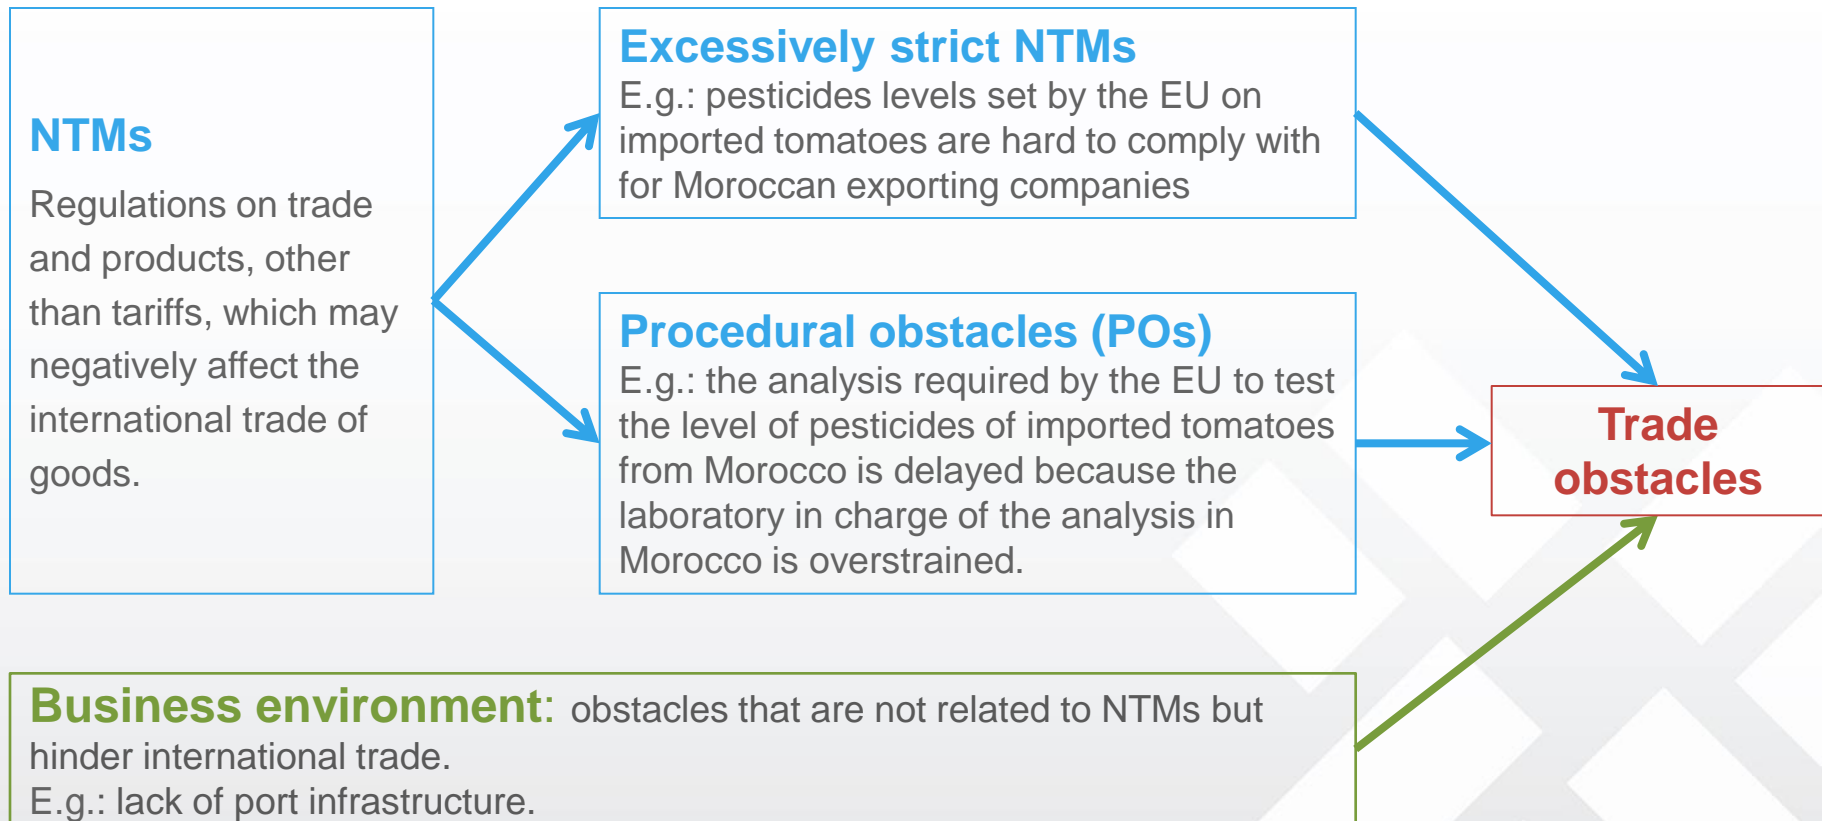 NTMs
Regulations on trade
and products, other
than tariffs, which may
negatively affect the
international trade of
goods.
Excessively strict NTMs
E.g.: pesticides levels set by the EU on
imported tomatoes are hard to comply with
for Moroccan exporting companies
Procedural obstacles (POs)
E.g.: the analysis required by the EU to test
the level of pesticides of imported tomatoes
from Morocco is delayed because the
laboratory in charge of the analysis in
Morocco is overstrained.
Trade
obstacles
Business environment: obstacles that are not related to NTMs but
hinder international trade.
E.g.: lack of port infrastructure.